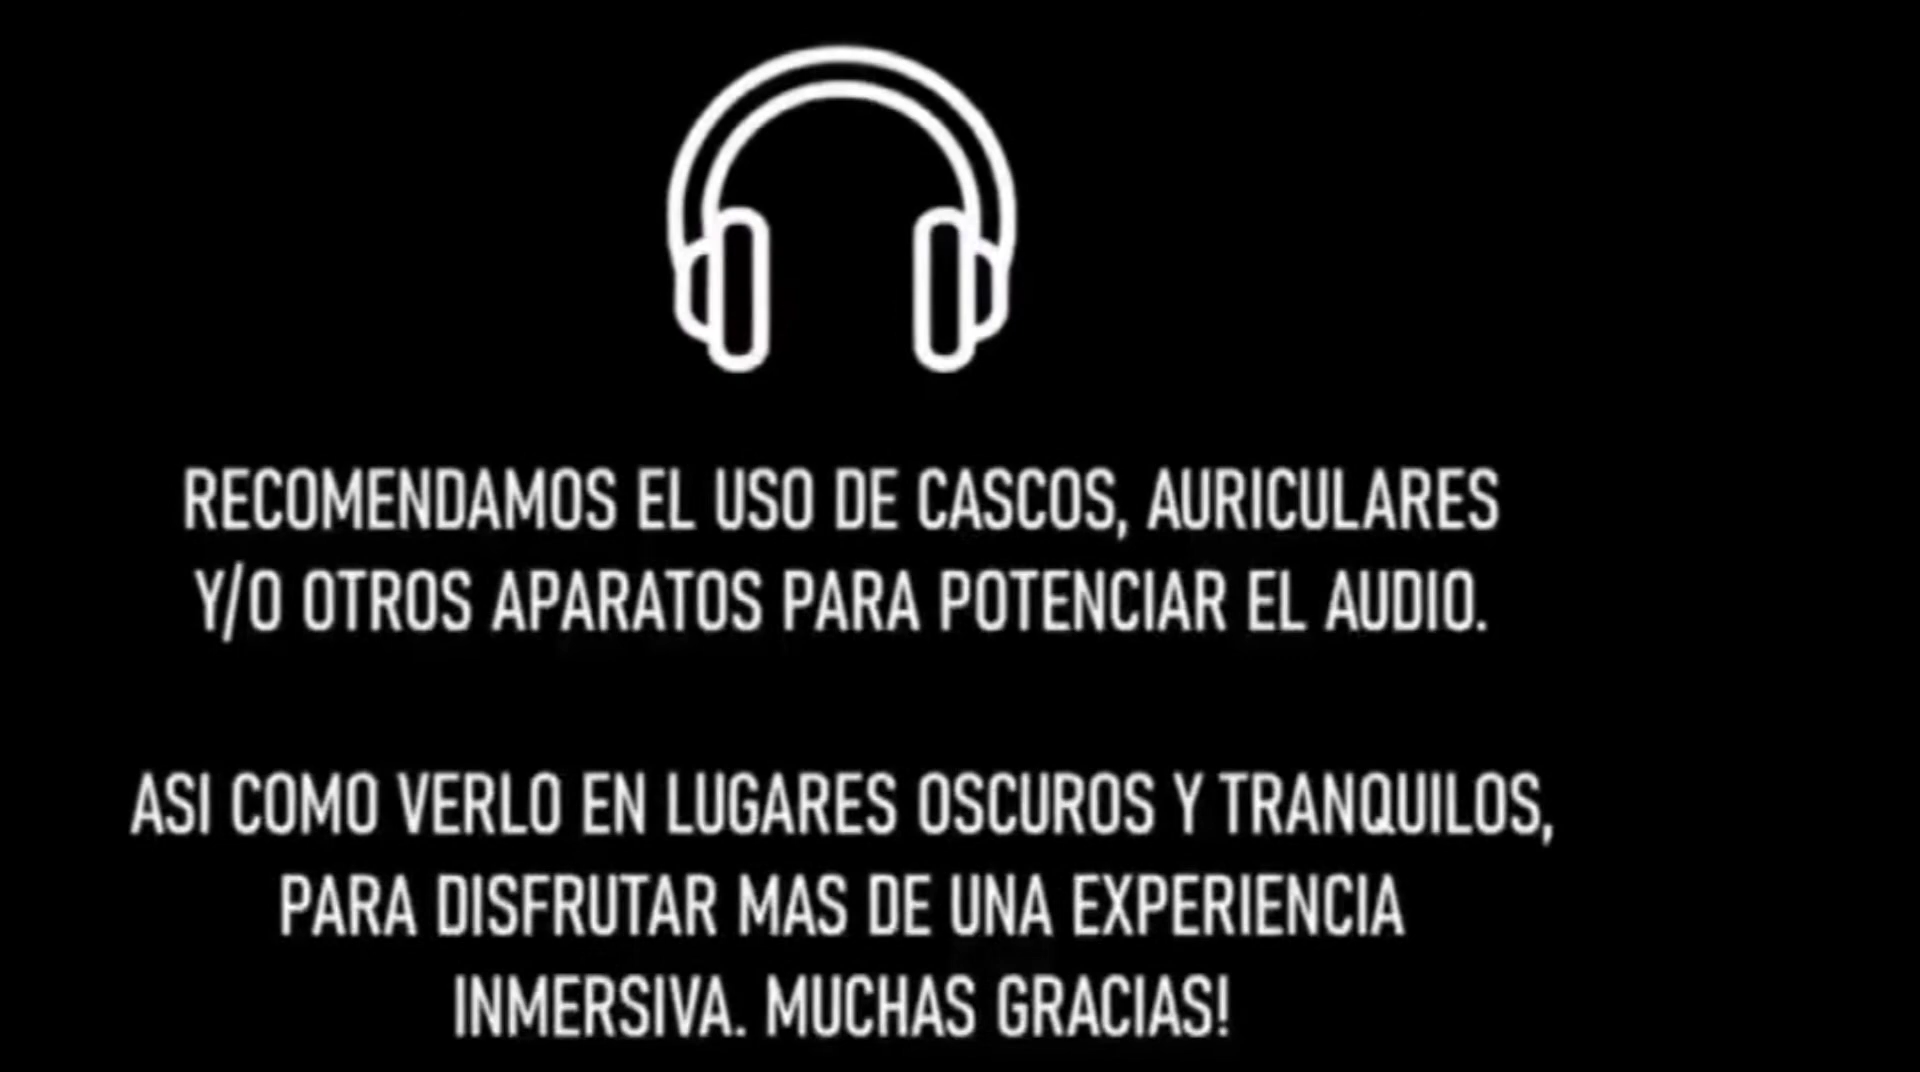 RECOMENDAMOS EL USO DE CASCOS, AURICULARES
Y/O OTROS APARATOS PARA POTENCIAR EL AUDIO.
ASI COMO VERLO EN LUGARES OSCUROS Y TRANQUILOS,
PARA DISFRUTAR MAS DE UNA EXPERIENCIA
INMERSIVA. MUCHAS GRACIAS!